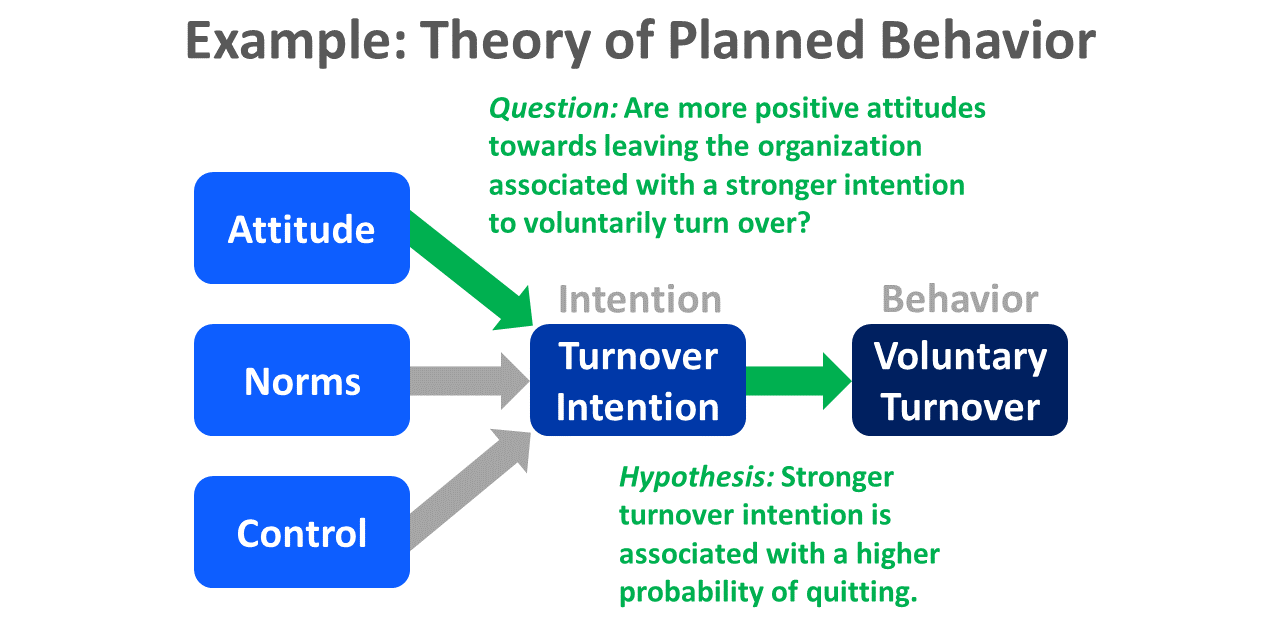 Example: Theory of Planned Behavior
Question: Are more positive attitudes
towards leaving the organization
associated with a stronger intention
to voluntarily turn over?
Attitude
Norms
Control
Intention
Turnover
Intention
Behavior
Voluntary
Turnover
Hypothesis: Stronger
turnover intention is
associated with a higher
probability of quitting.